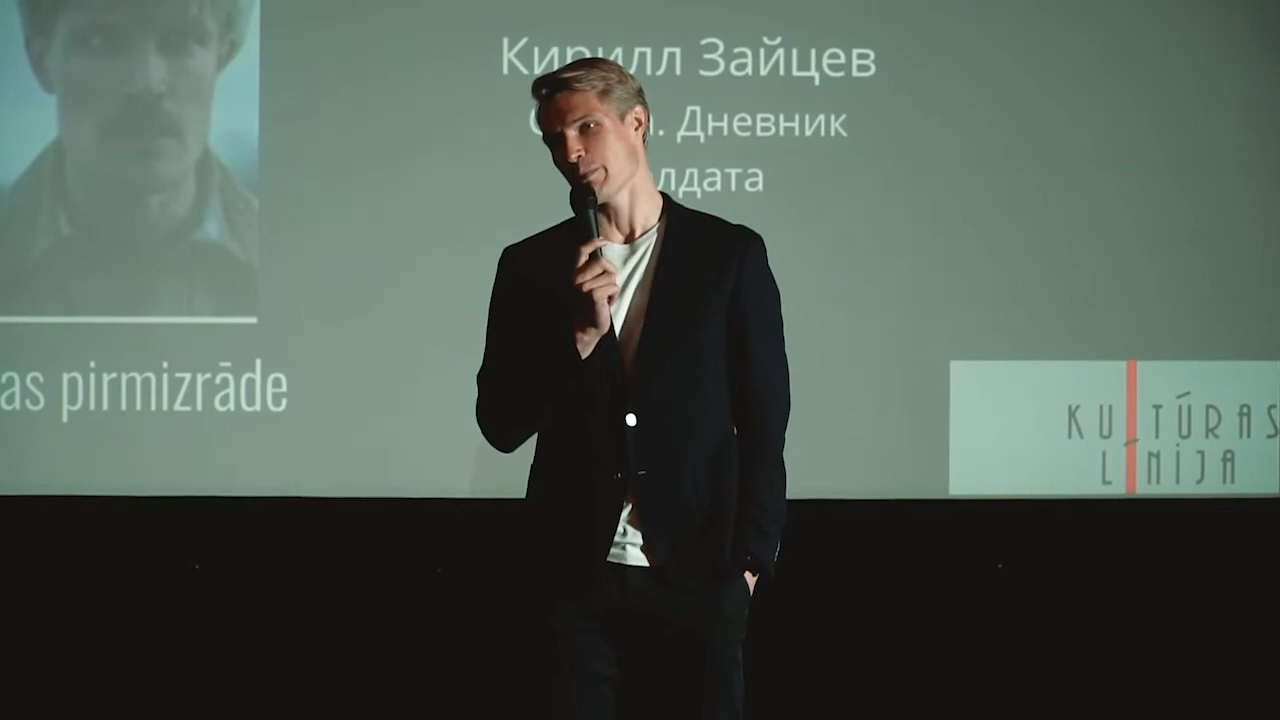 Кирилл Зайцев
Дневник
лдата
as pirmizrāde
KULTŪRAS
LĪNIJA